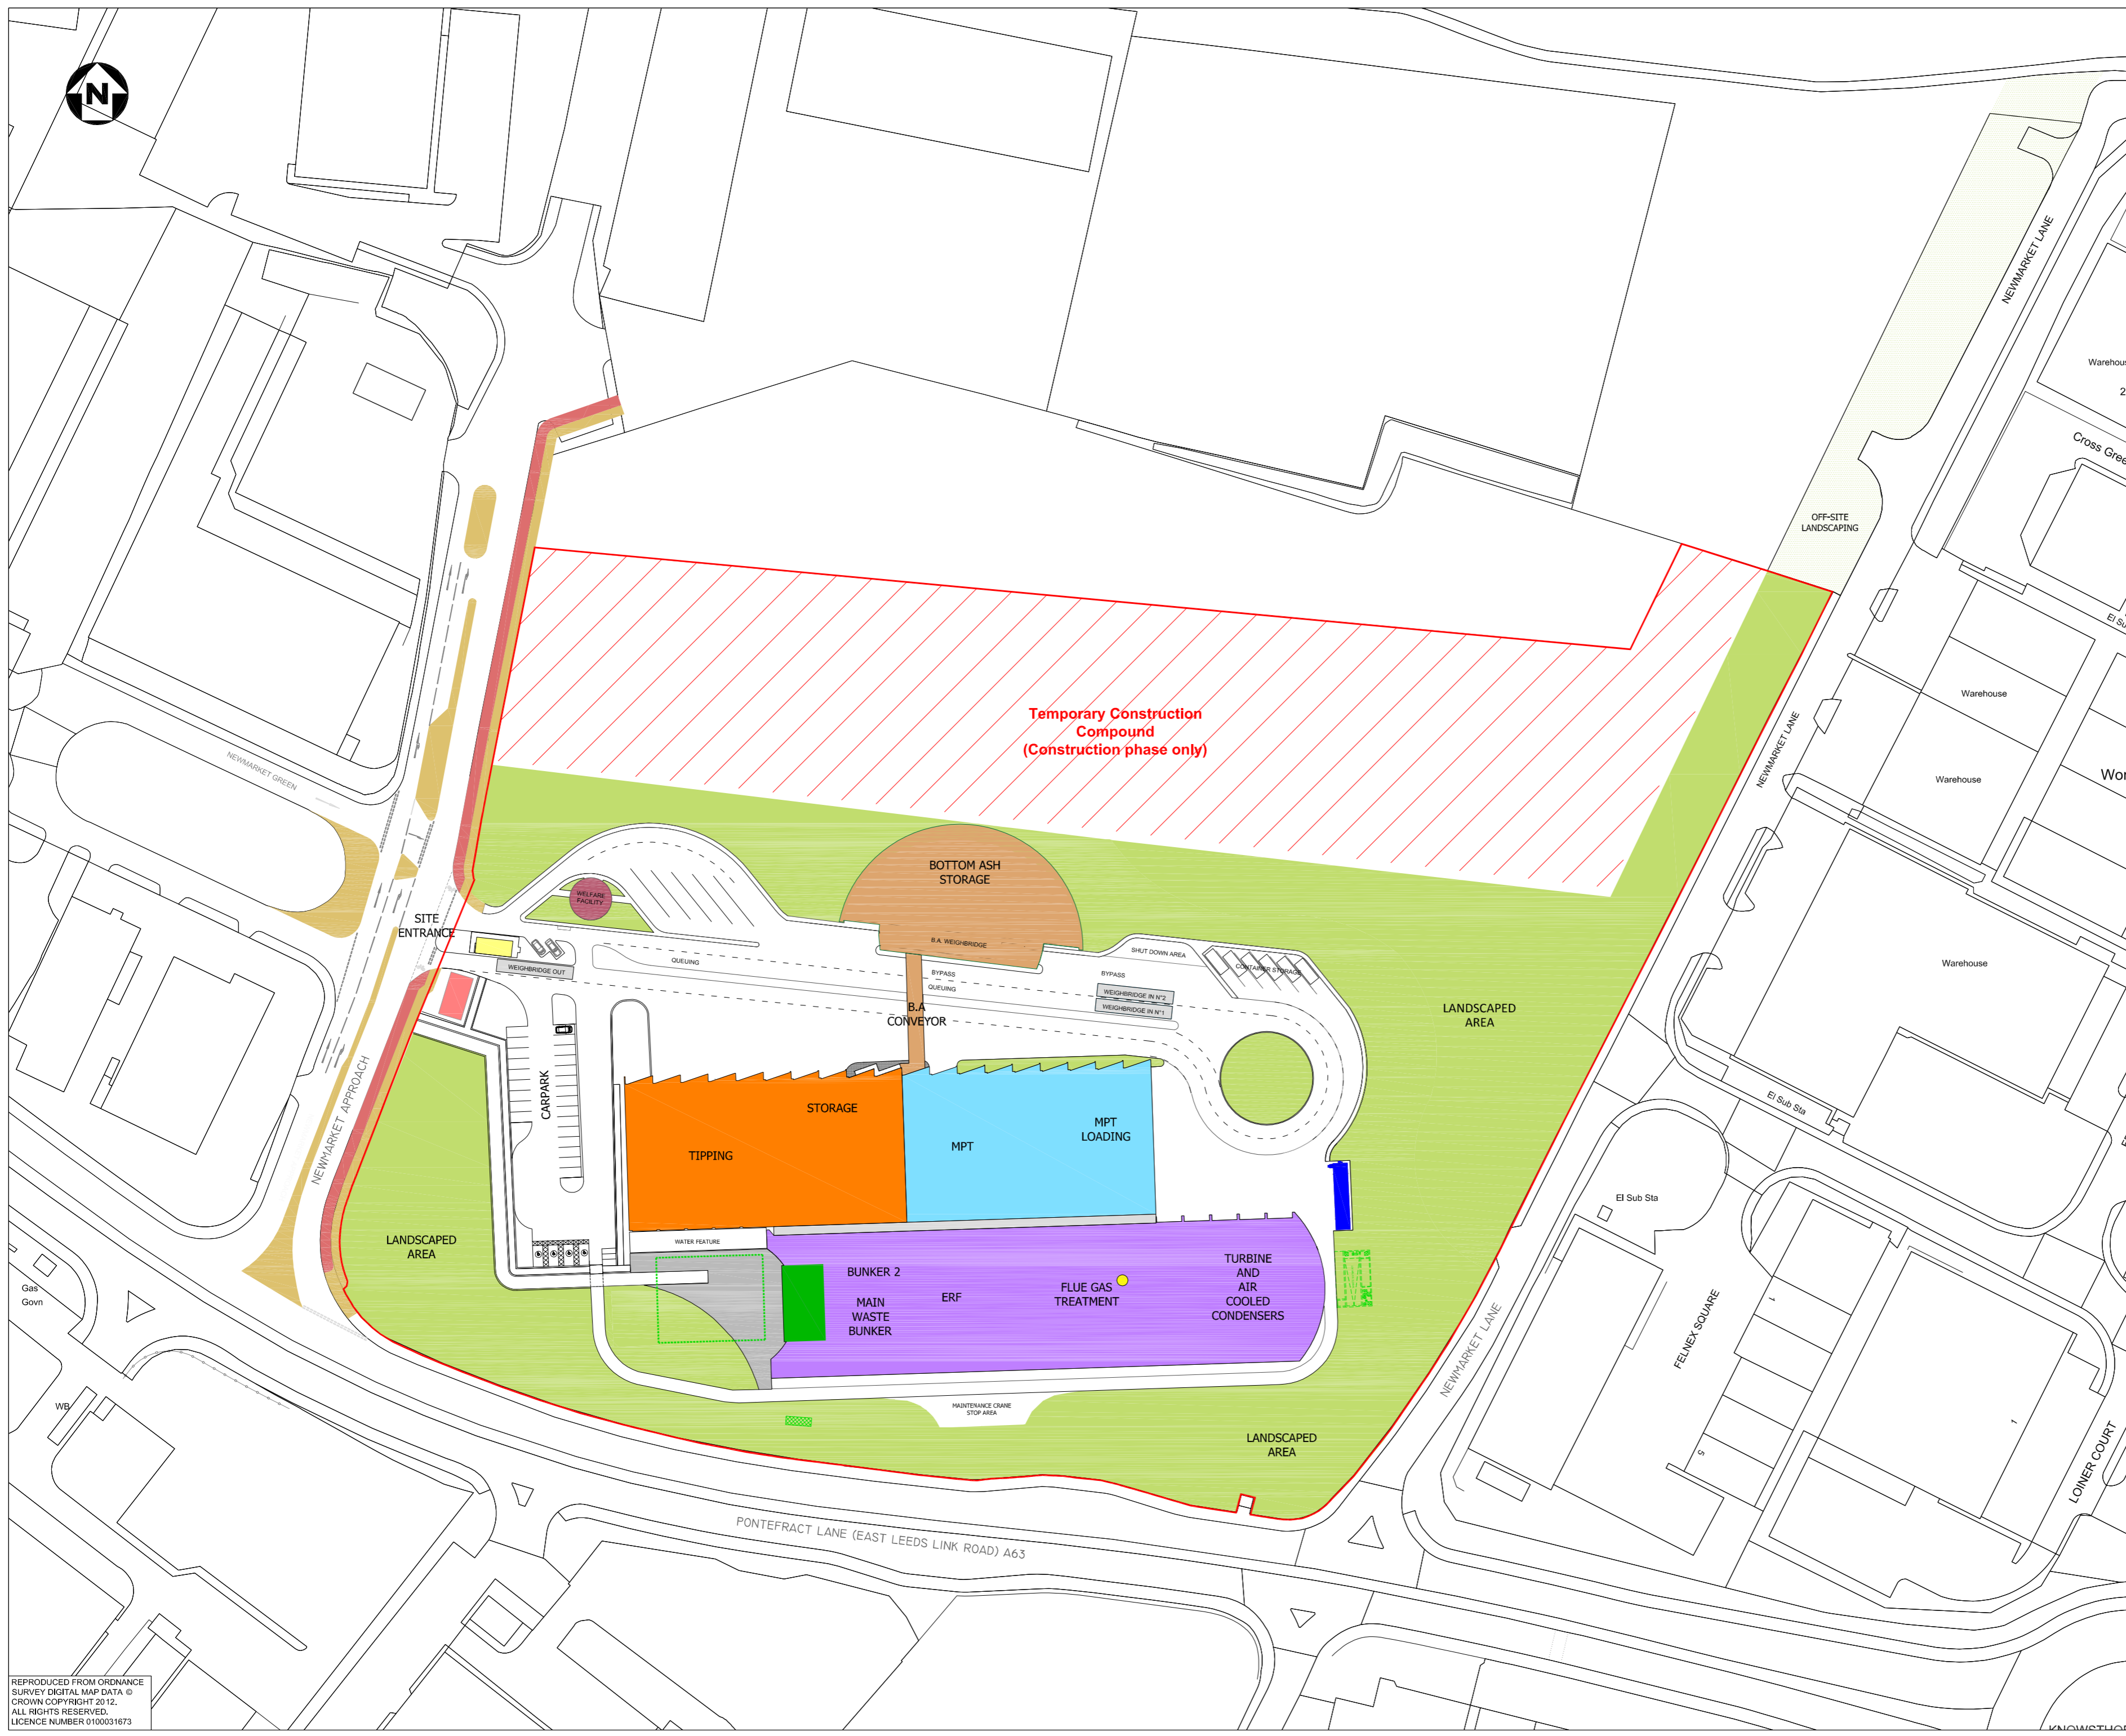 N
NEWMARKET LANE
OFF-SITE
LANDSCAPING
Temporary Construction
Compound
(Construction phase only)
NEWMARKET LANE
Warehouse
Warehouse
Warehouse
NEWMARKET GREEN
BOTTOM ASH
STORAGE
WELFARE
FACILITY
SITE
ENTRANCE
WEIGHBRIDGE OUT
QUEUING
B.A. WEIGHBRIDGE
BYPASS
QUEUING
SHUT DOWN AREA
BYPASS
CONTAINER STORAGE
WEIGHBRIDGE IN N°2
WEIGHBRIDGE IN N°1
LANDSCAPED
AREA
B.A
CONVEYOR
CARPARK
NEWMARKET APPROACH
STORAGE
TIPPING
MPT
MPT
LOADING
El Sub Sta
El Sub Sta
LANDSCAPED
AREA
WATER FEATURE
BUNKER 2
MAIN
WASTE
BUNKER
ERF
FLUE GAS
TREATMENT
TURBINE
AND
AIR
COOLED
CONDENSERS
Gas
Govn
WB
MAINTENANCE CRANE
STOP AREA
LANDSCAPED
AREA
NEWMARKET LANE
FELNEX SQUARE
1
5
1
LOINER COURT
PONTEFRACT LANE (EAST LEEDS LINK ROAD) A63
REPRODUCED FROM ORDNANCE
SURVEY DIGITAL MAP DATA ©
CROWN COPYRIGHT 2012.
ALL RIGHTS RESERVED.
LICENCE NUMBER 0100031673